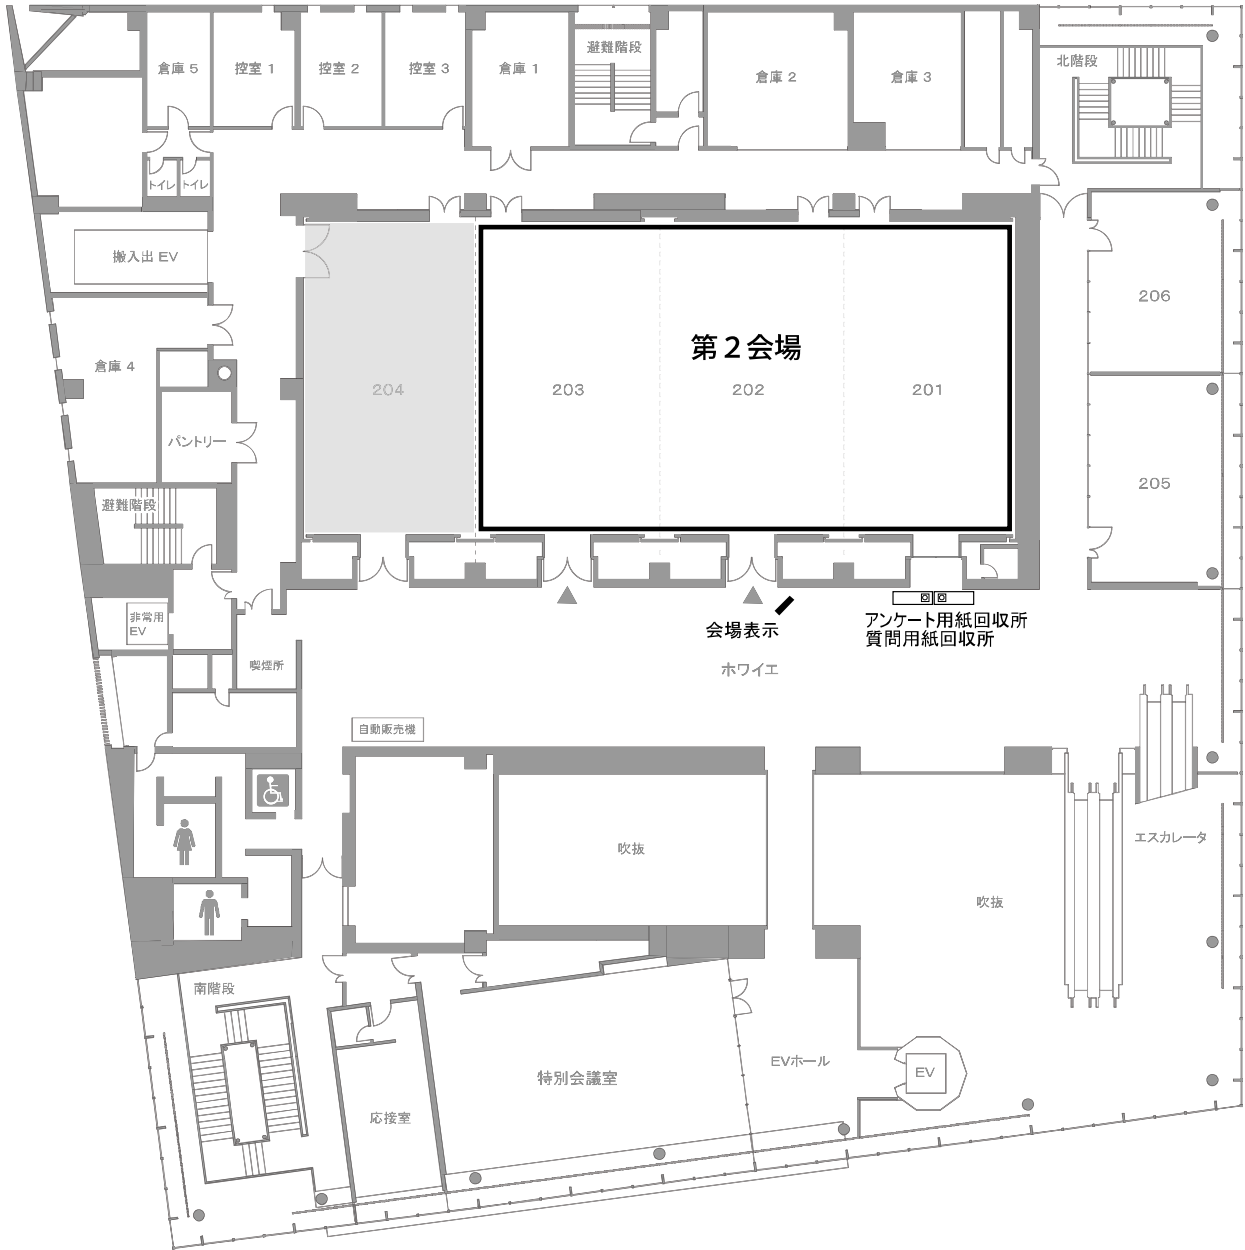 倉庫 5
控室 1
控室 2
控室 3
倉庫 1
避難階段
倉庫 2
倉庫 3
北階段
トイレ
トイレ
搬入出 EV
206
第２会場
倉庫 4
204
203
202
201
パントリー
205
避難階段
非常用
EV
会場表示
アンケート用紙回収所
質問用紙回収所
喫煙所
ホワイエ
自動販売機
エスカレータ
吹抜
吹抜
南階段
EVホール
EV
特別会議室
応接室